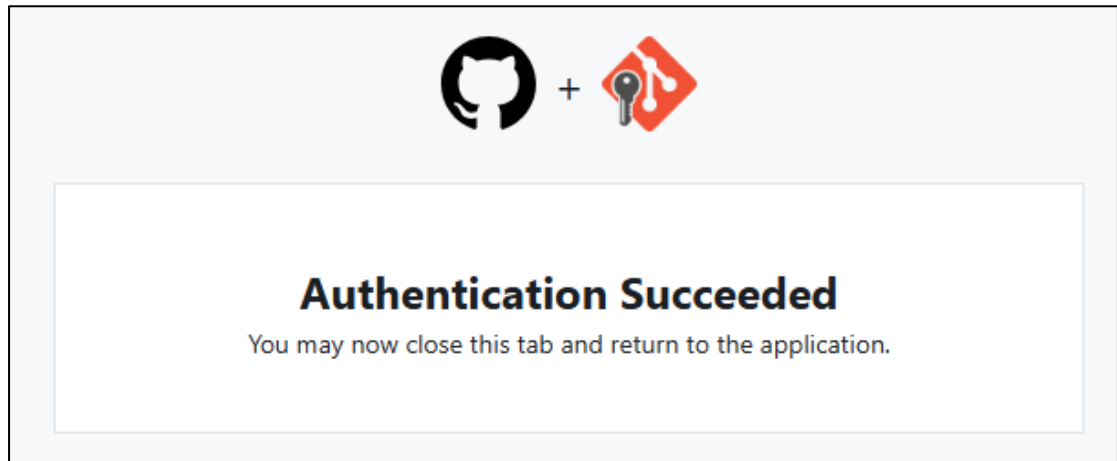 +
Authentication Succeeded
You may now close this tab and return to the application.